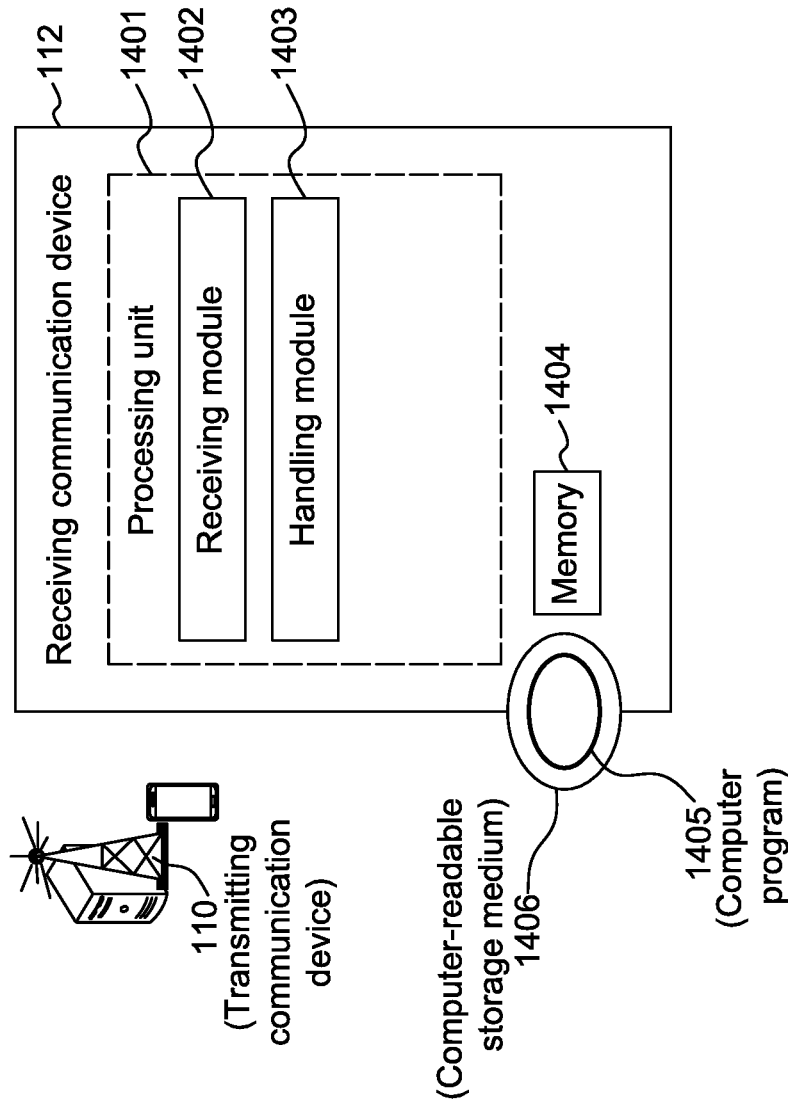 Receiving communication device
112
Processing unit
1401
Receiving module
1402
Handling module
1403
Memory
1404
110
(Transmitting
communication
device)
(Computer-readable
storage medium)
1406
1405
(Computer
program)